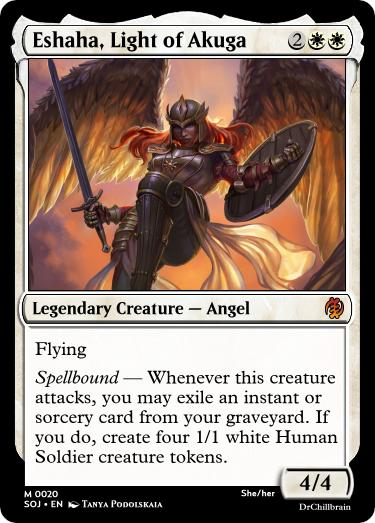 Eshaha, Light of Akuga 2
Legendary Creature — Angel
Flying
Spellbound — Whenever this creature
attacks, you may exile an instant or
sorcery card from your graveyard. If
you do, create four 1/1 white Human
Soldier creature tokens.
4/4
M 0020 She/her
SOJ • EN Tanya Podolskaia DrChillbrain